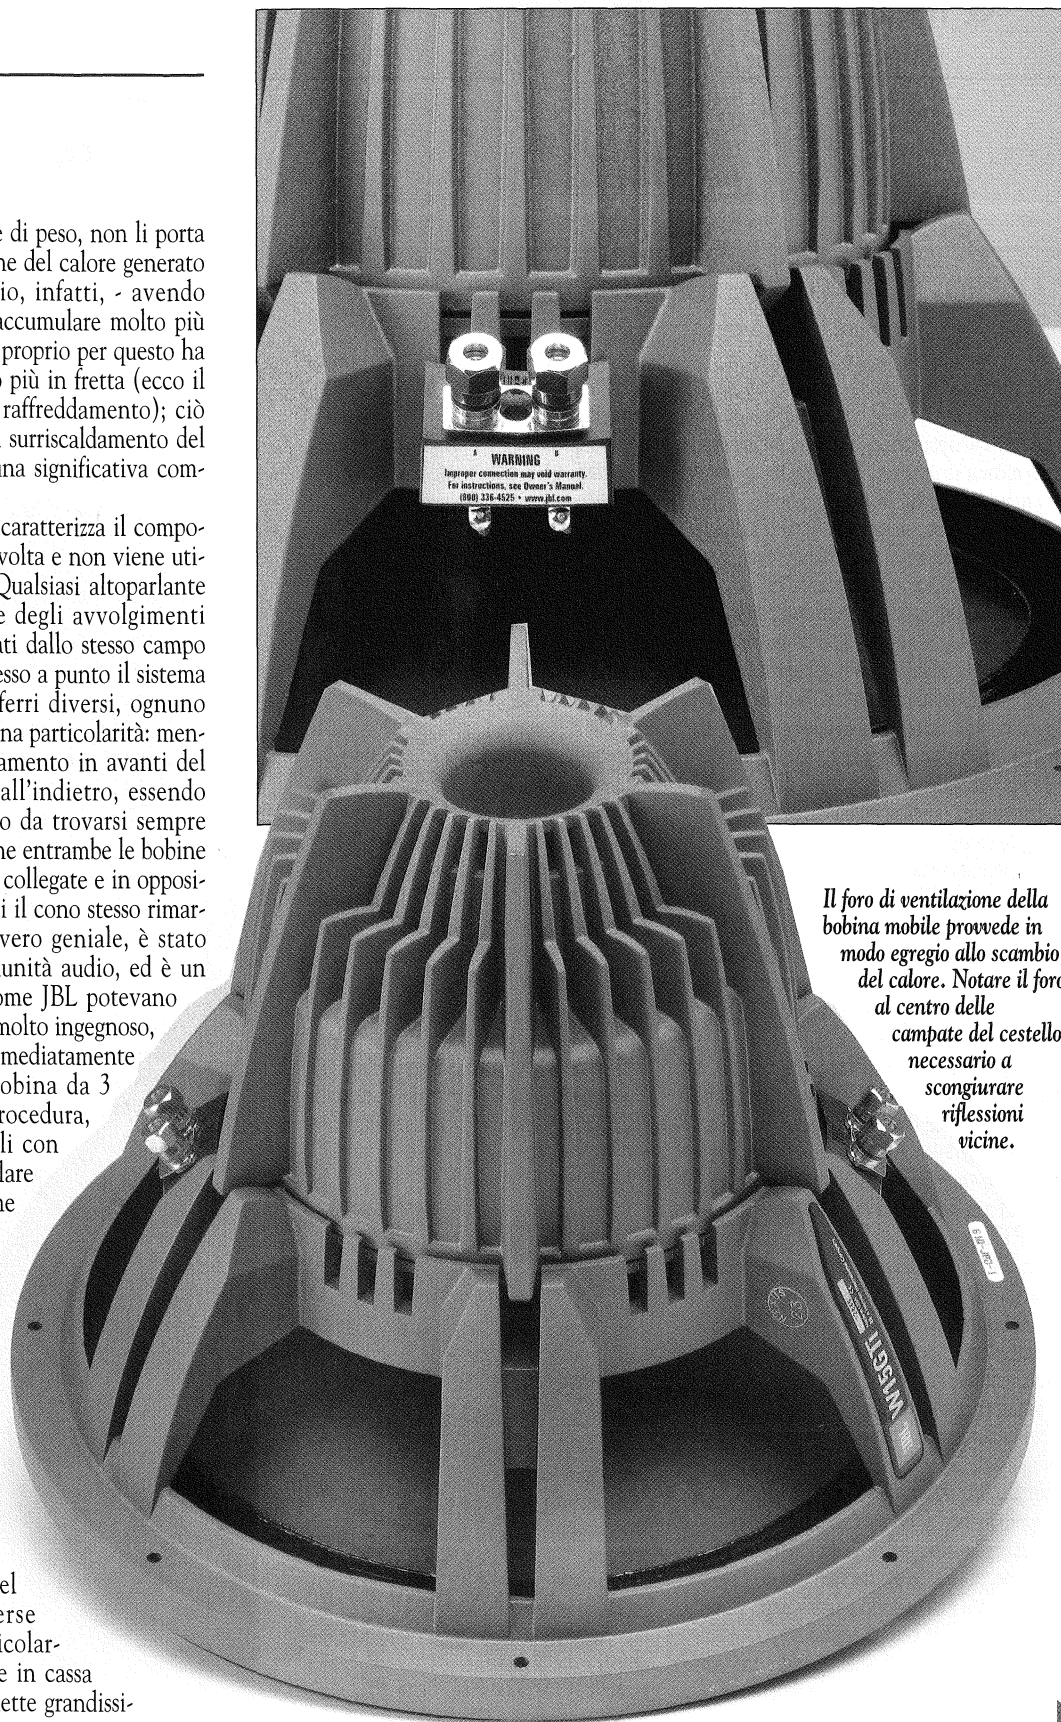 e di peso, non li porta
ne del calore generato
io, infatti, - avendo
accumulare molto più
proprio per questo ha
o più in fretta (ecco il
raffreddamento); ciò
surriscaldamento del
una significativa com-
caratterizza il compo-
volta e non viene uti-
Qualsiasi altoparlante
e degli avvolgimenti
ati dallo stesso campo
esso a punto il sistema
ferri diversi, ognuno
na particolarità: men-
amento in avanti del
all'indietro, essendo
o da trovarsi sempre
ne entrambe le bobine
collegate e in opposi-
i il cono stesso rimar-
vero geniale, è stato
unità audio, ed è un
ome JBL potevano
molto ingegnoso,
mediatamente
obina da 3
rocedura,
li con
lare
ne
el
erse
icolar-
e in cassa
ette grandissi-
WARNING
Improper connection may void warranty.
For instructions, see Owner's Manual.
(800) 336-4525 • www.jbl.com
Il foro di ventilazione della
bobina mobile provvede in
modo egregio allo scambio
del calore. Notare il foro
al centro delle
campate del cestello
necessario a
scongiurare
riflessioni
vicine.
W15GTi
JBL